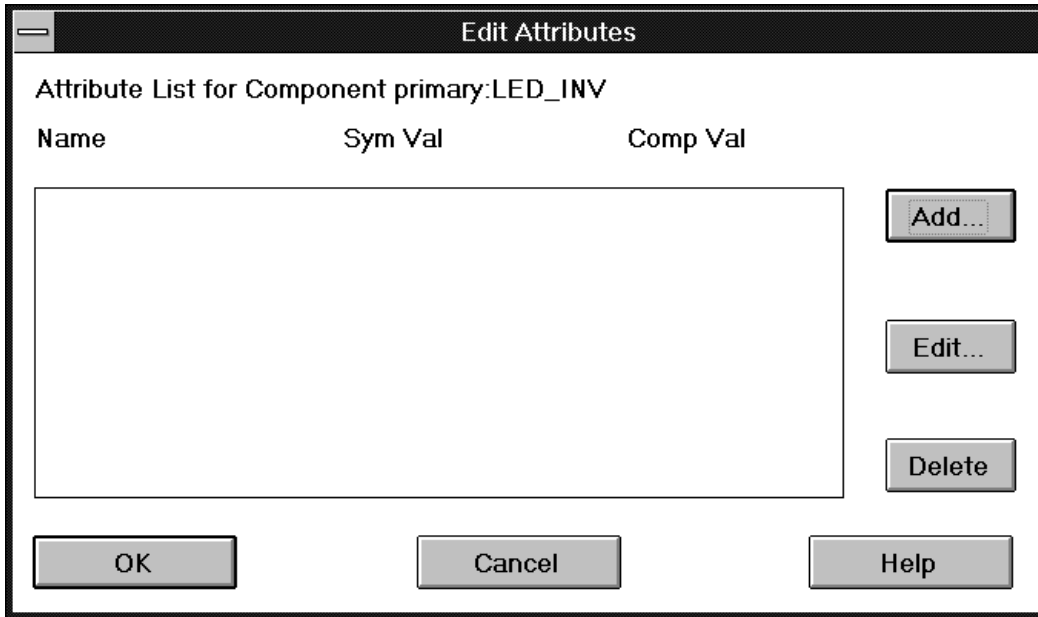 Edit Attributes
Attribute List for Component primary:LED_INV
Name Sym Val Comp Val
Add...
Edit...
Delete
OK Cancel Help